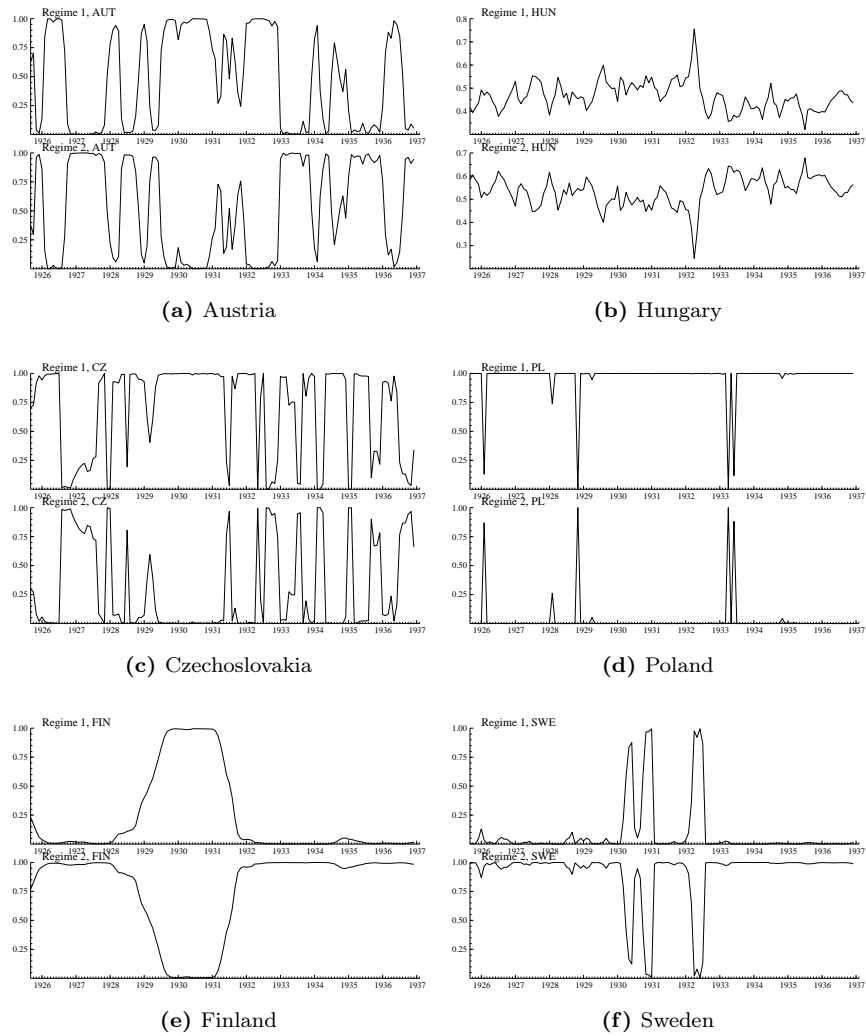 Regime 1, AUT
1.00
0.75
0.50
0.25
1926 1927 1928 1929 1930 1931 1932 1933 1934 1935 1936 1937
Regime 2, AUT
1.00
0.75
0.50
0.25
1926 1927 1928 1929 1930 1931 1932 1933 1934 1935 1936 1937
(a) Austria
Regime 1, HUN
0.8
0.7
0.6
0.5
0.4
1926 1927 1928 1929 1930 1931 1932 1933 1934 1935 1936 1937
Regime 2, HUN
0.7
0.6
0.5
0.4
0.3
1926 1927 1928 1929 1930 1931 1932 1933 1934 1935 1936 1937
(b) Hungary
Regime 1, CZ
1.00
0.75
0.50
0.25
1926 1927 1928 1929 1930 1931 1932 1933 1934 1935 1936 1937
Regime 2, CZ
1.00
0.75
0.50
0.25
1926 1927 1928 1929 1930 1931 1932 1933 1934 1935 1936 1937
(c) Czechoslovakia
Regime 1, PL
1.00
0.75
0.50
0.25
1926 1927 1928 1929 1930 1931 1932 1933 1934 1935 1936 1937
Regime 2, PL
1.00
0.75
0.50
0.25
1926 1927 1928 1929 1930 1931 1932 1933 1934 1935 1936 1937
(d) Poland
Regime 1, FIN
1.00
0.75
0.50
0.25
1926 1927 1928 1929 1930 1931 1932 1933 1934 1935 1936 1937
Regime 2, FIN
1.00
0.75
0.50
0.25
1926 1927 1928 1929 1930 1931 1932 1933 1934 1935 1936 1937
(e) Finland
Regime 1, SWE
1.00
0.75
0.50
0.25
1926 1927 1928 1929 1930 1931 1932 1933 1934 1935 1936 1937
Regime 2, SWE
1.00
0.75
0.50
0.25
1926 1927 1928 1929 1930 1931 1932 1933 1934 1935 1936 1937
(f) Sweden